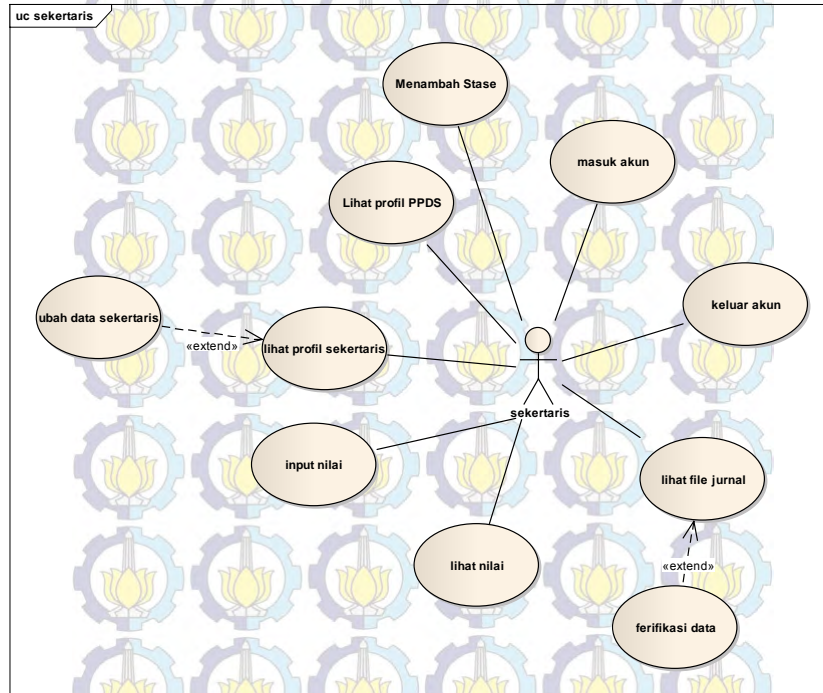 uc sekertaris
Menambah Stase
masuk akun
Lihat profil PPDS
keluar akun
ubah data sekertaris
«extend»
lihat profil sekertaris
sekertaris
input nilai
lihat file jurnal
lihat nilai
«extend»
ferifikasi data